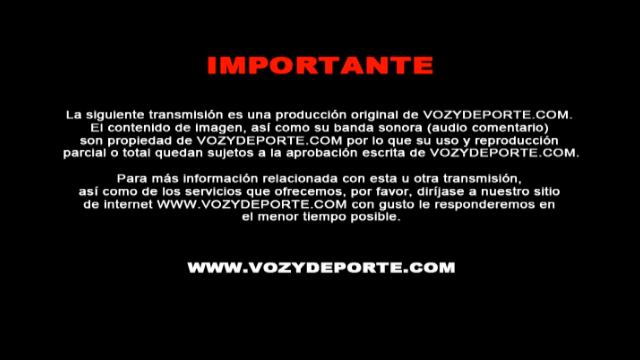 IMPORTANTE
La siguiente transmisión es una producción original de VOZYDEPORTE.COM.
El contenido de imagen, así como su banda sonora (audio comentario)
son propiedad de VOZYDEPORTE.COM por lo que su uso y reproducción
parcial o total quedan sujetos a la aprobación escrita de VOZYDEPORTE.COM.
Para más información relacionada con esta u otra transmisión,
así como de los servicios que ofrecemos, por favor, diríjase a nuestro sitio
de internet WWW.VOZYDEPORTE.COM con gusto le responderemos en
el menor tiempo posible.
WWW.VOZYDEPORTE.COM